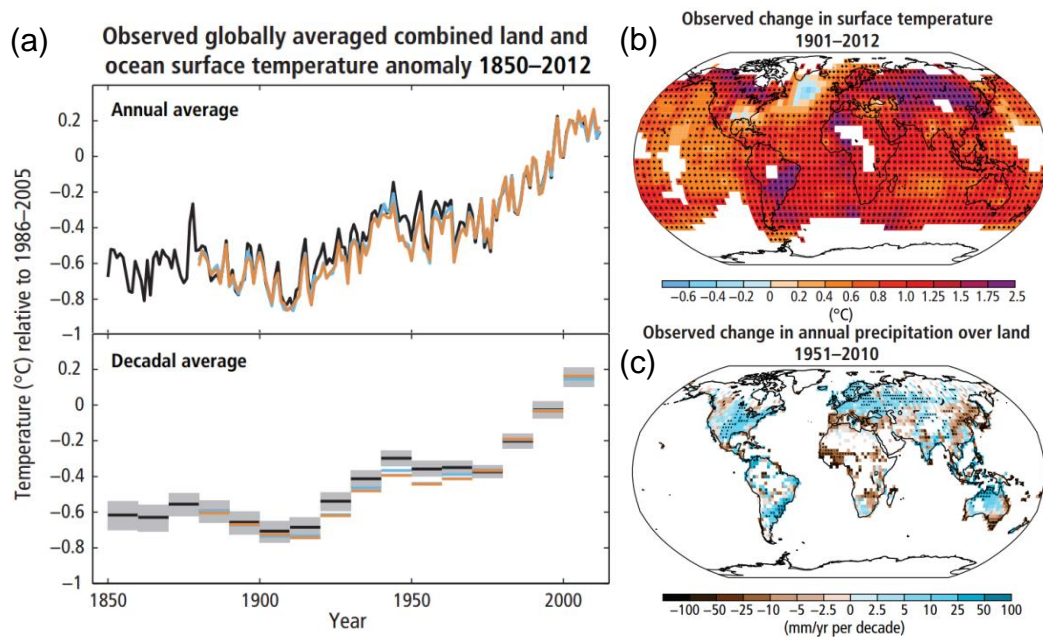 (a)
Observed globally averaged combined land and
ocean surface temperature anomaly 1850–2012
Temperature (°C) relative to 1986–2005
Annual average
0.2
0
−0.2
−0.4
−0.6
−0.8
−1
Decadal average
0.2
0
−0.2
−0.4
−0.6
−0.8
−1
1850 1900 1950 2000
Year
(b)
Observed change in surface temperature
1901–2012
−0.6 −0.4 −0.2 0 0.2 0.4 0.6 0.8 1.0 1.25 1.5 1.75 2.5
(°C)
(c)
Observed change in annual precipitation over land
1951–2010
−100 −50 −25 −10 −5 −2.5 0 2.5 5 10 25 50 100
(mm/yr per decade)